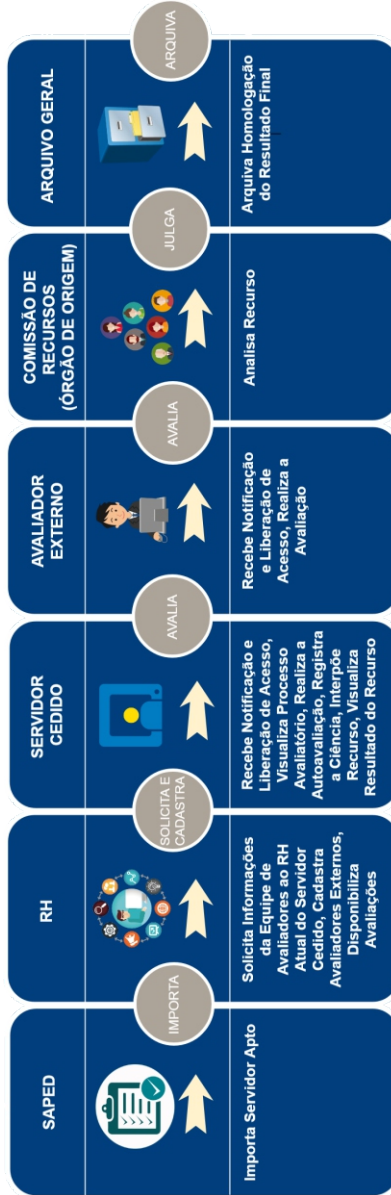 SAPED
Importa Servidor Apto
IMPORTA
RH
Solicita Informações
da Equipe de
Avaliadores ao RH
Atual do Servidor
Cedido, Cadastra
Avaliadores Externos,
Disponibiliza
Avaliações
SOLICITA E
CADASTRA
SERVIDOR
CEDIDO
Recebe Notificação e
Liberação de Acesso,
Visualiza Processo
Avaliatório, Realiza a
Autoavaliação, Registra
a Ciência, Interpõe
Recurso, Visualiza
Resultado do Recurso
AVALIA
AVALIADOR
EXTERNO
Recebe Notificação
e Liberação de
Acesso, Realiza a
Avaliação
AVALIA
COMISSÃO DE
RECURSOS
(ÓRGÃO DE ORIGEM)
Analisa Recurso
JULGA
ARQUIVO GERAL
Arquiva Homologação
do Resultado Final
ARQUIVA